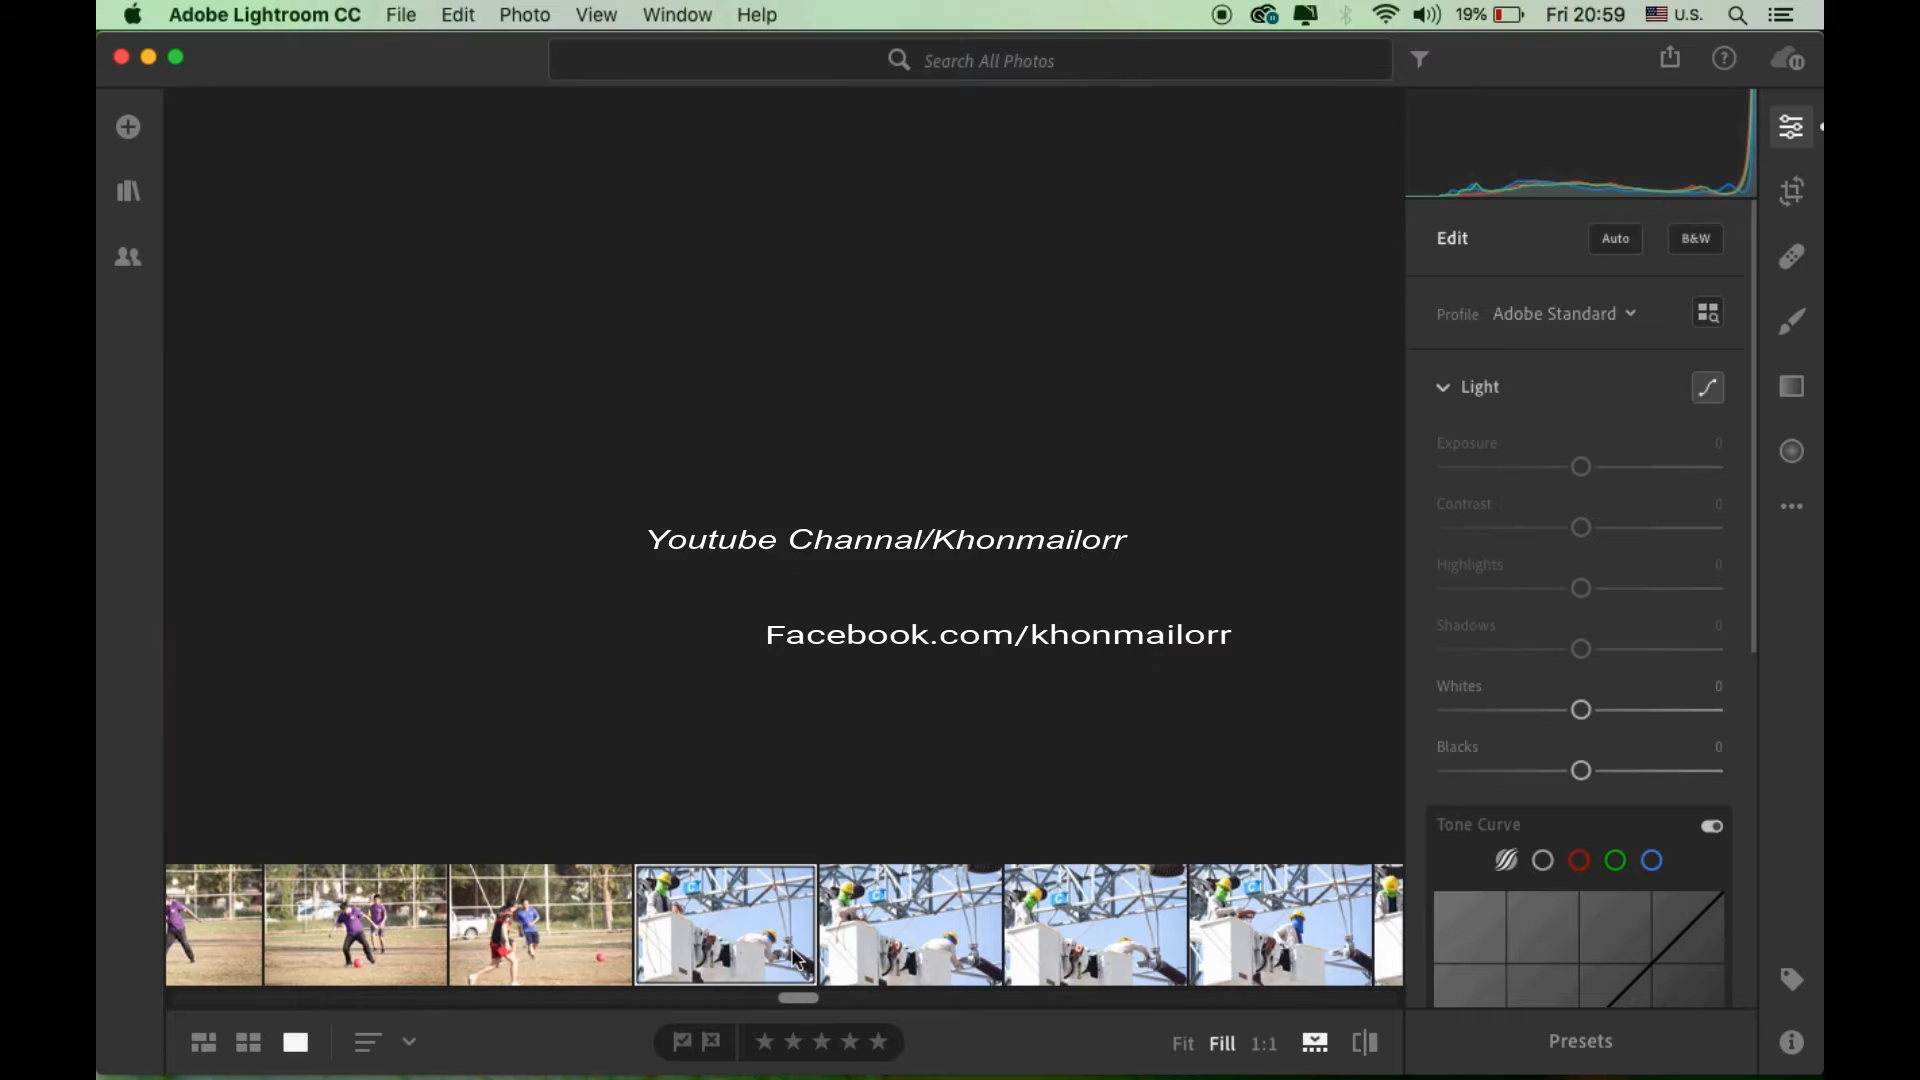 Adobe Lightroom CC File Edit Photo View Window Help 19% Fri 20:59 U.S.
Search All Photos
Edit Auto B&W
Profile Adobe Standard
Light
Exposure 0
Contrast 0
Highlights 0
Youtube Channal/Khonmailorr
Shadows 0
Facebook.com/khonmailorr
Whites 0
Blacks 0
Tone Curve
Fit Fill 1:1
Presets